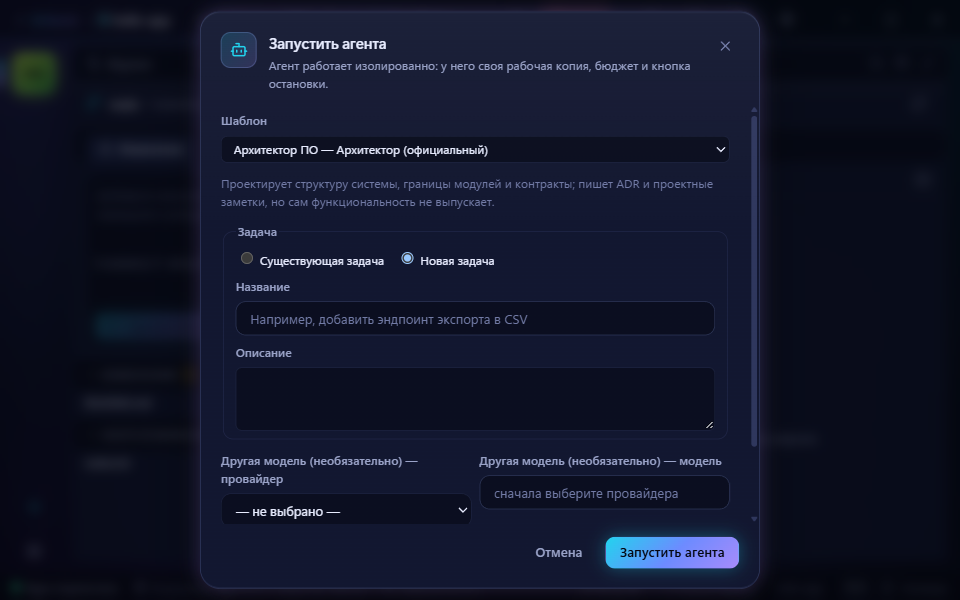 Запустить агента
Агент работает изолированно: у него своя рабочая копия, бюджет и кнопка
остановки.
Шаблон
Архитектор ПО — Архитектор (официальный)
Проектирует структуру системы, границы модулей и контракты; пишет ADR и проектные
заметки, но сам функциональность не выпускает.
Задача
Существующая задача
Новая задача
Название
Например, добавить эндпоинт экспорта в CSV
Описание
Другая модель (необязательно) —
провайдер
— не выбрано —
Другая модель (необязательно) — модель
сначала выберите провайдера
Отмена
Запустить агента